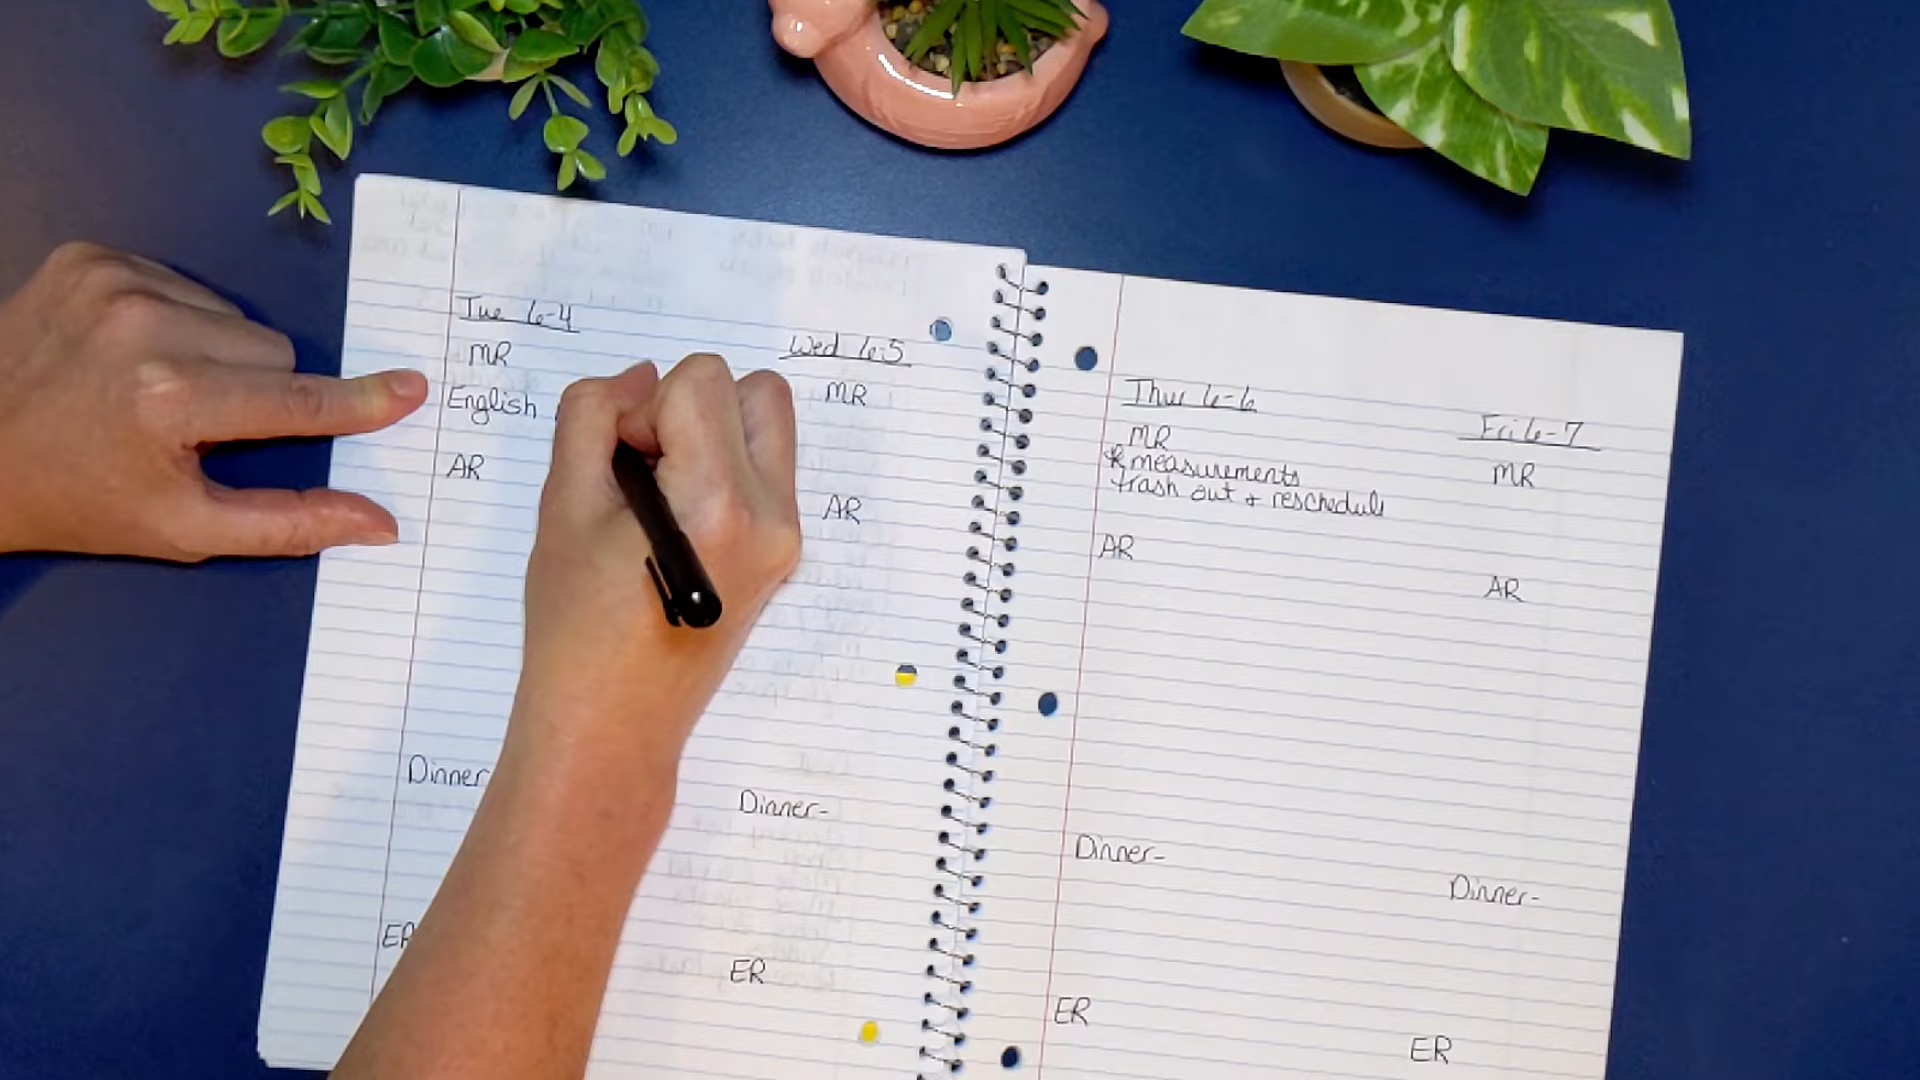 Tue 6-4
MR
English
AR
Dinner
ER
Wed 6-5
MR
AR
Dinner-
ER
Thur 6-6
MR
* measurements
trash out + reschedule
AR
Dinner-
ER
Fri 6-7
MR
AR
Dinner-
ER